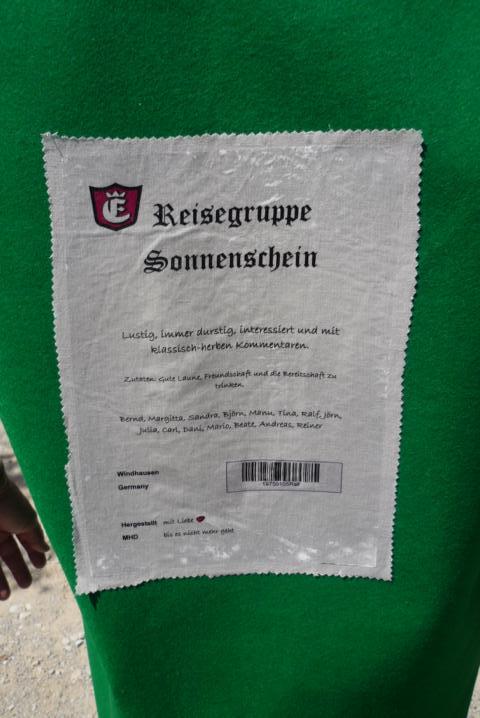 E
Reisegruppe
Sonnenschein
Lustig, immer durstig, interessiert und mit
klassisch-herben Kommentaren.
Zutaten: Gute Laune, Freundschaft und die Bereitschaft zu
trinken.
Bernd, Margitta, Sandra, Björn, Manu, Tina, Ralf, Jörn,
Julia, Carl, Dani, Mario, Beate, Andreas, Reiner
Windhausen
Germany
Hergestellt mit Liebe
MHD bis es nicht mehr geht